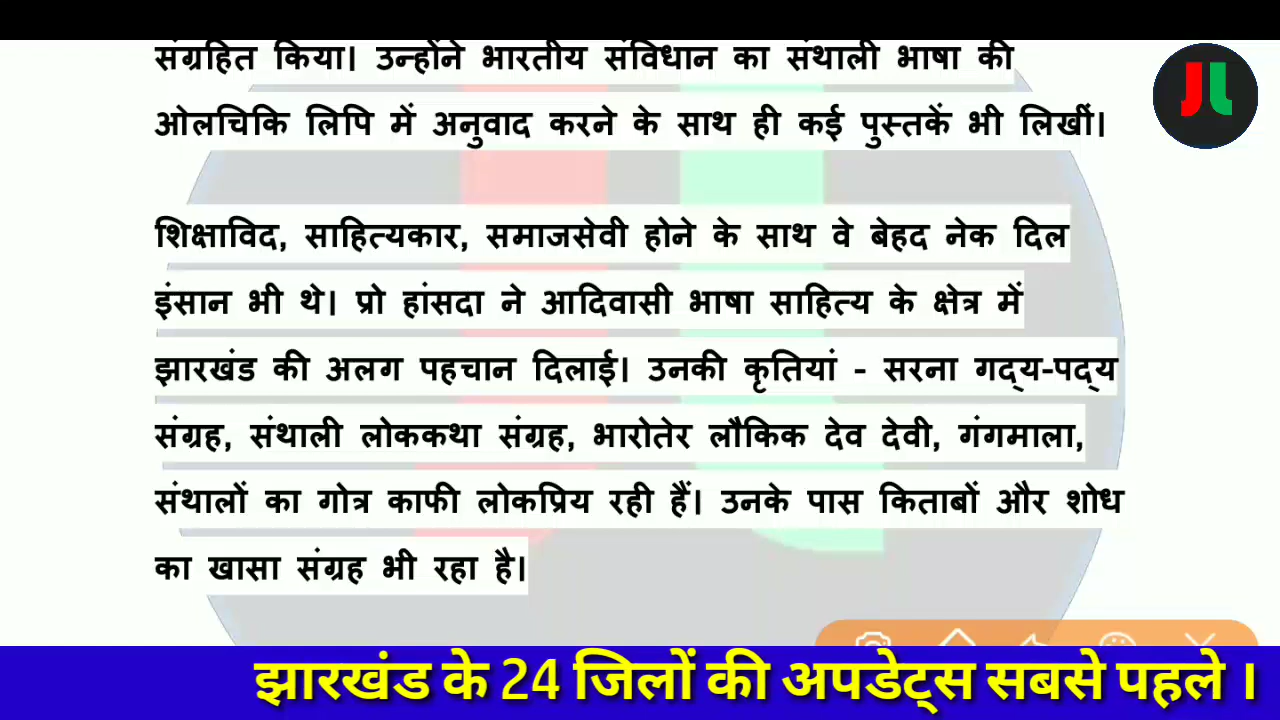 संग्रहित किया। उन्होंने भारतीय संविधान का संथाली भाषा की
ओलचिकि लिपि में अनुवाद करने के साथ ही कई पुस्तकें भी लिखीं।
शिक्षाविद, साहित्यकार, समाजसेवी होने के साथ वे बेहद नेक दिल
इंसान भी थे। प्रो हांसदा ने आदिवासी भाषा साहित्य के क्षेत्र में
झारखंड की अलग पहचान दिलाई। उनकी कृतियां - सरना गद्य-पद्य
संग्रह, संथाली लोककथा संग्रह, भारोतेर लौकिक देव देवी, गंगमाला,
संथालों का गोत्र काफी लोकप्रिय रही हैं। उनके पास किताबों और शोध
का खासा संग्रह भी रहा है।
झारखंड के 24 जिलों की अपडेट्स सबसे पहले ।